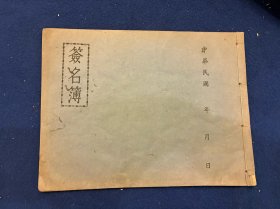 中華民國　年　月　日
簽名簿